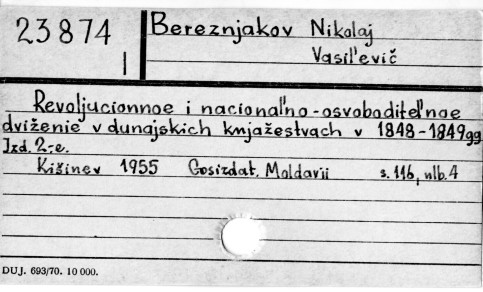 23874
I
Bereznjakov Nikolaj
Vasil'evič
Revoljucionnoe i nacional'no-osvoboditel'noe
dviženie v dunajskich knjažestvach v 1848-1849gg
Izd. 2-e.
Kišinev 1955 Gosizdat. Moldavii s. 116, nlb. 4
DUJ. 693/70. 10 000.